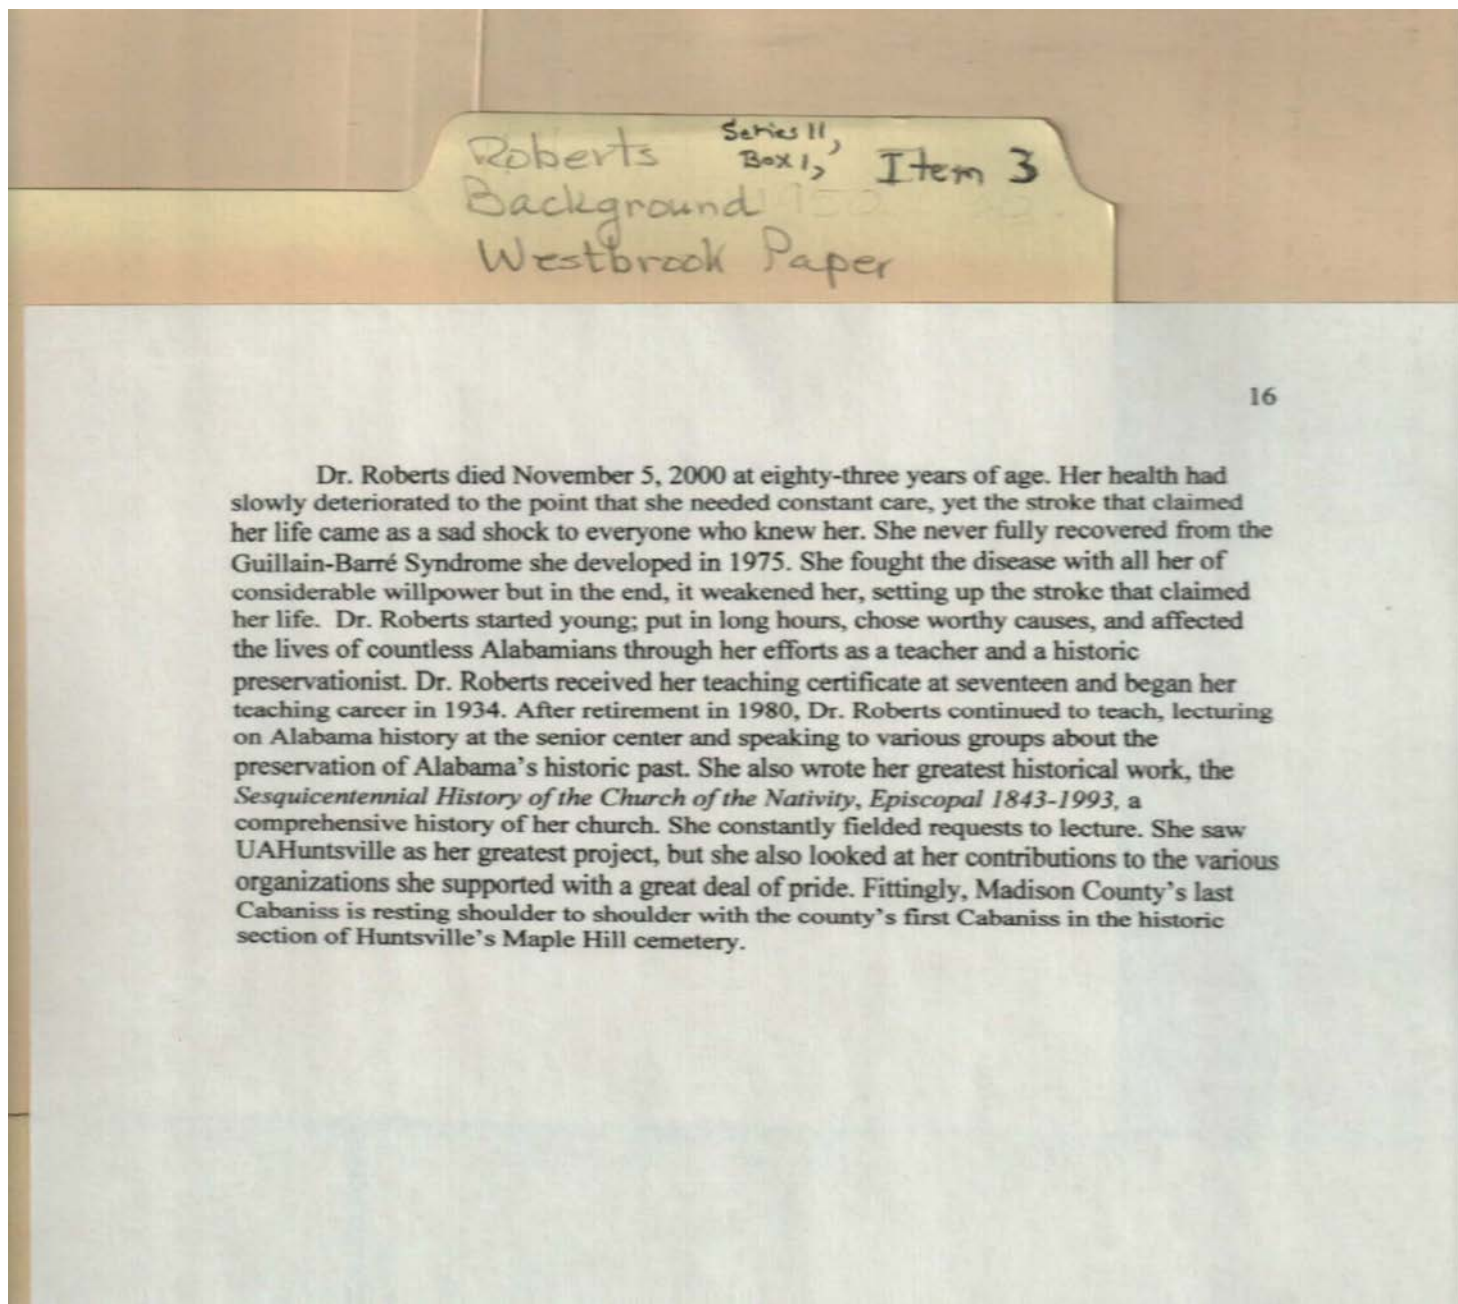 Roberts Series 11, Box 1, Item 3
Background
Westbrook Paper
16
Dr. Roberts died November 5, 2000 at eighty-three years of age. Her health had
slowly deteriorated to the point that she needed constant care, yet the stroke that claimed
her life came as a sad shock to everyone who knew her. She never fully recovered from the
Guillain-Barré Syndrome she developed in 1975. She fought the disease with all her of
considerable willpower but in the end, it weakened her, setting up the stroke that claimed
her life. Dr. Roberts started young; put in long hours, chose worthy causes, and affected
the lives of countless Alabamians through her efforts as a teacher and a historic
preservationist. Dr. Roberts received her teaching certificate at seventeen and began her
teaching career in 1934. After retirement in 1980, Dr. Roberts continued to teach, lecturing
on Alabama history at the senior center and speaking to various groups about the
preservation of Alabama's historic past. She also wrote her greatest historical work, the
Sesquicentennial History of the Church of the Nativity, Episcopal 1843-1993, a
comprehensive history of her church. She constantly fielded requests to lecture. She saw
UAHuntsville as her greatest project, but she also looked at her contributions to the various
organizations she supported with a great deal of pride. Fittingly, Madison County's last
Cabaniss is resting shoulder to shoulder with the county's first Cabaniss in the historic
section of Huntsville's Maple Hill cemetery.